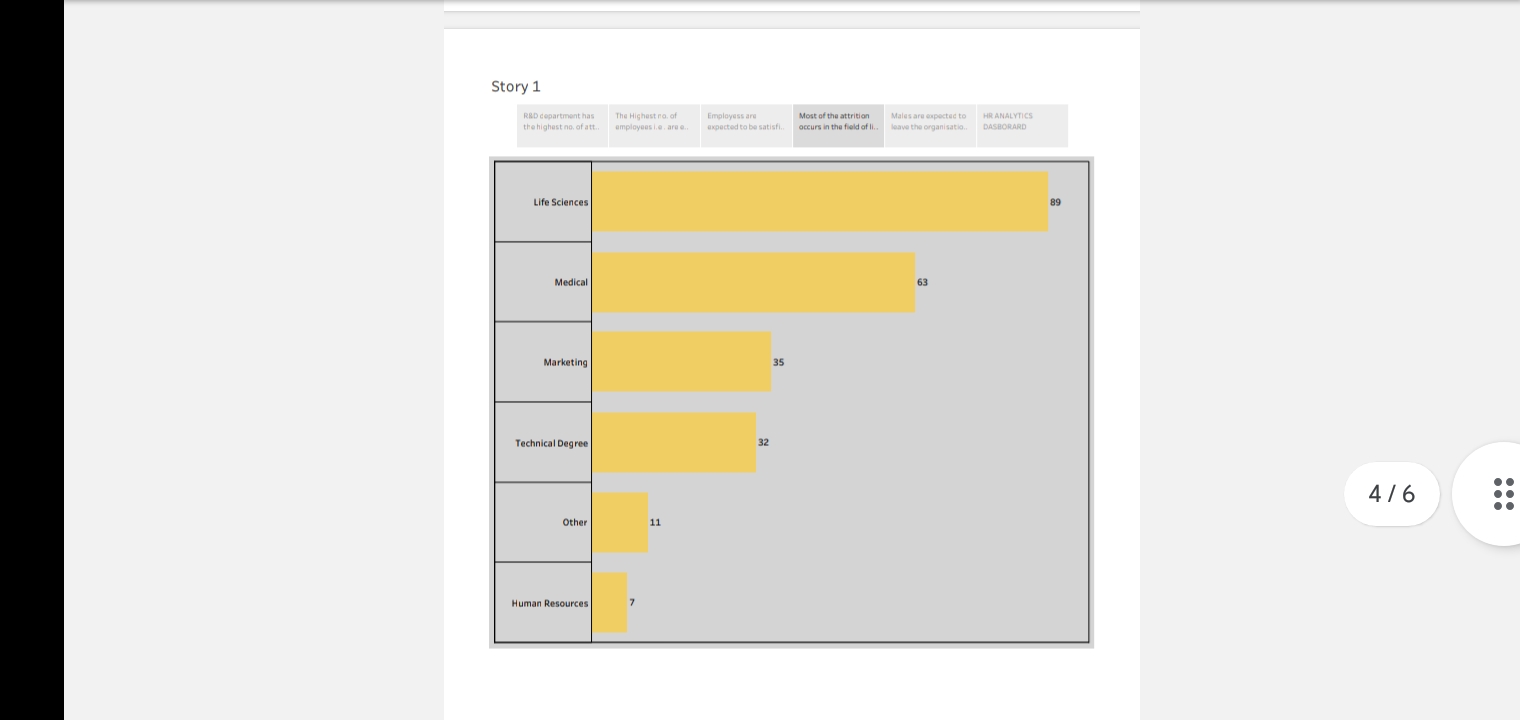 Story 1
R&D department has
the highest no. of att..
The Highest no. of
employees i.e . are e..
Employess are
expected to be satisfi..
Most of the attrition
occurs in the field of li..
Males are expected to
leave the organisatio..
HR ANALYTICS
DASBORARD
Life Sciences
89
Medical
63
Marketing
35
Technical Degree
32
Other
11
Human Resources
7
4 / 6